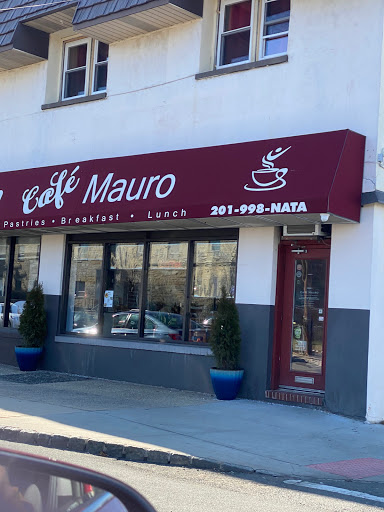 Café Mauro
Pastries • Breakfast • Lunch
201-998-NATA